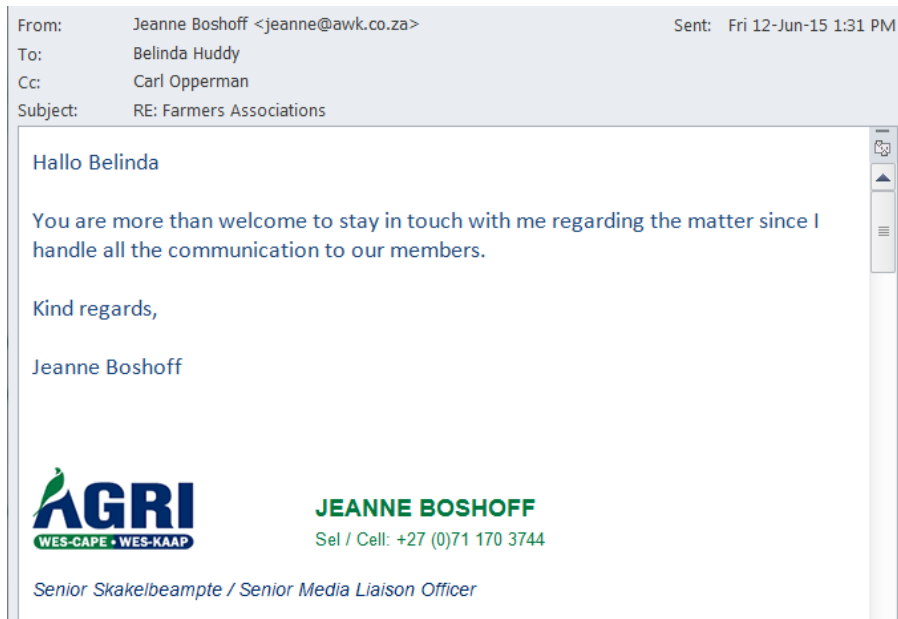 From: Jeanne Boshoff <jeanne@awk.co.za> Sent: Fri 12-Jun-15 1:31 PM
To: Belinda Huddy
Cc: Carl Opperman
Subject: RE: Farmers Associations
Hallo Belinda
You are more than welcome to stay in touch with me regarding the matter since I
handle all the communication to our members.
Kind regards,
Jeanne Boshoff
AGRI
WES-CAPE • WES-KAAP
JEANNE BOSHOFF
Sel / Cell: +27 (0)71 170 3744
Senior Skakelbeampte / Senior Media Liaison Officer